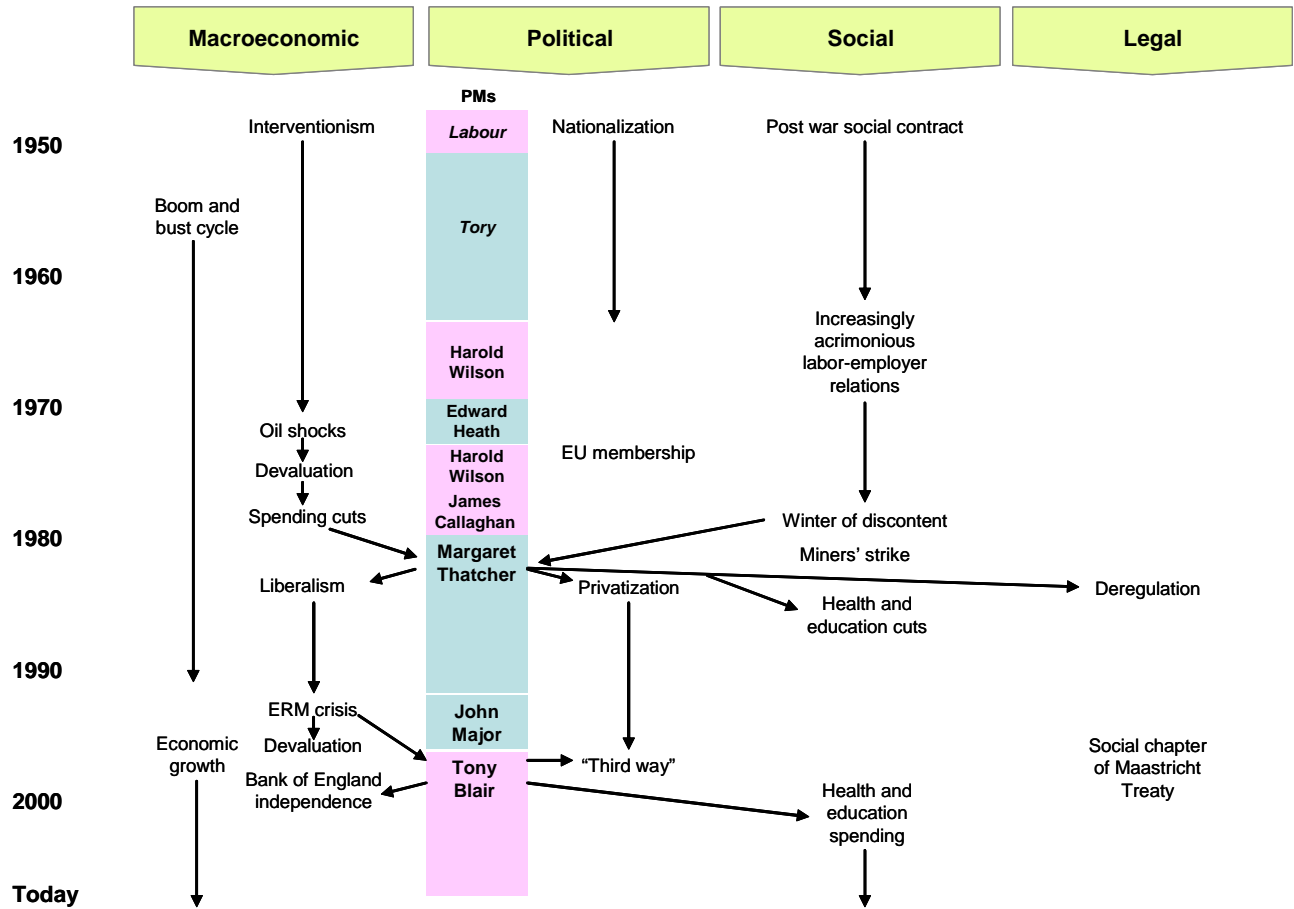 Macroeconomic
Political
Social
Legal
PMs
Interventionism
Labour
Nationalization
Post war social contract
1950
Boom and
bust cycle
Tory
1960
Increasingly
acrimonious
labor-employer
relations
Harold
Wilson
1970
Edward
Heath
Oil shocks
EU membership
Harold
Wilson
Devaluation
James
Callaghan
Spending cuts
Winter of discontent
1980
Margaret
Thatcher
Miners’ strike
Liberalism
Privatization
Deregulation
Health and
education cuts
1990
ERM crisis
John
Major
Economic
growth
Devaluation
Social chapter
of Maastricht
Treaty
Tony
Blair
“Third way”
Bank of England
independence
2000
Health and
education
spending
Today